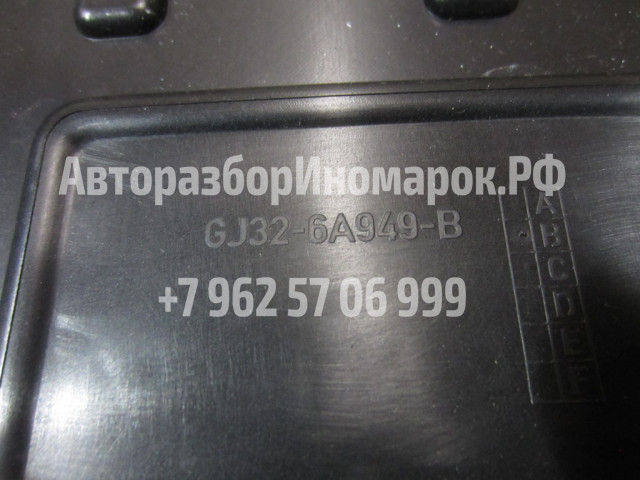 АвторазборИномарок.РФ
GJ32-6A949-B
+7 962 57 06 999
A
B
C
D
E
F